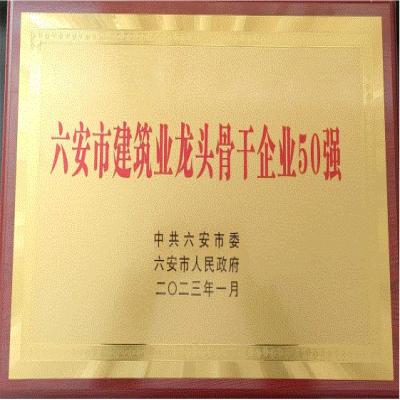 六安市建筑业龙头骨干企业50强
中共六安市委
六安市人民政府
二〇二三年一月